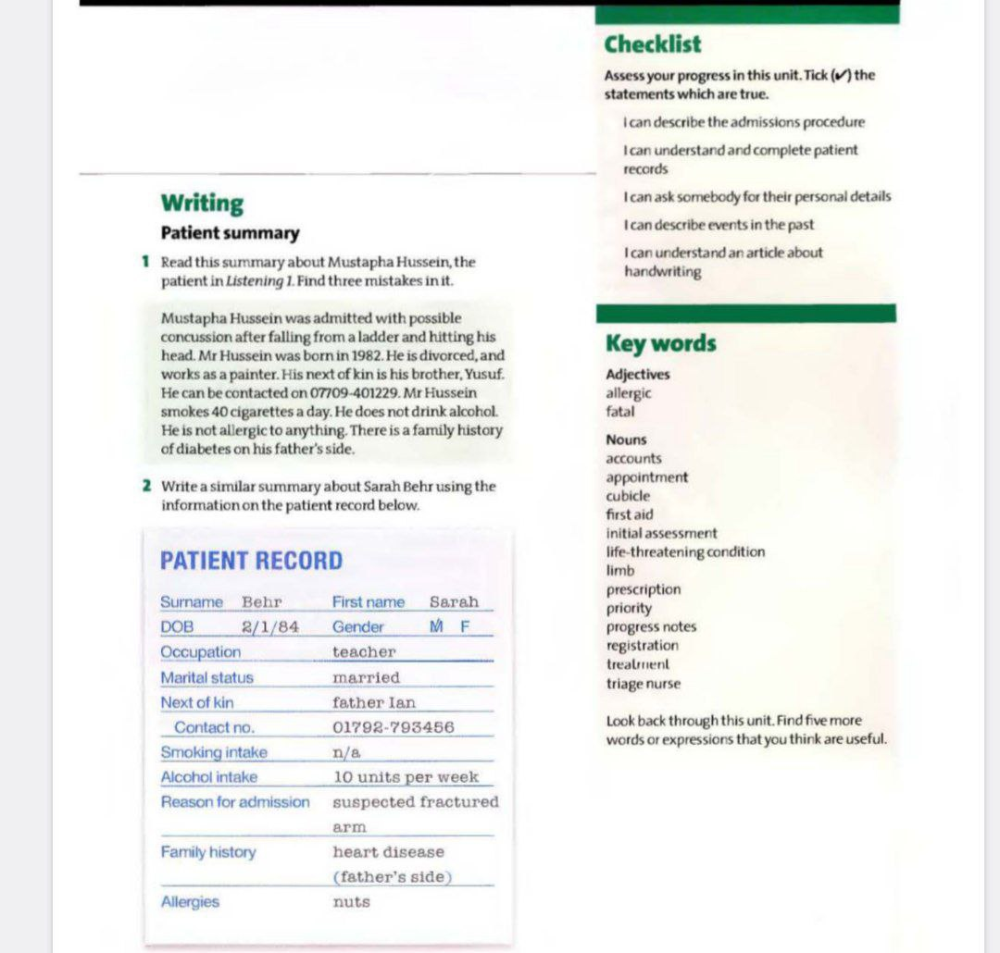 Writing
Patient summary
1 Read this summary about Mustapha Hussein, the
patient in Listening 1. Find three mistakes in it.
Mustapha Hussein was admitted with possible
concussion after falling from a ladder and hitting his
head. Mr Hussein was born in 1982. He is divorced, and
works as a painter. His next of kin is his brother, Yusuf.
He can be contacted on 07709-401229. Mr Hussein
smokes 40 cigarettes a day. He does not drink alcohol.
He is not allergic to anything. There is a family history
of diabetes on his father's side.
2 Write a similar summary about Sarah Behr using the
information on the patient record below.
PATIENT RECORD
Surname Behr First name Sarah
DOB 2/1/84 Gender M F
Occupation teacher
Marital status married
Next of kin father Ian
Contact no. 01792-793456
Smoking intake n/a
Alcohol intake 10 units per week
Reason for admission suspected fractured
arm
Family history heart disease
(father's side)
Allergies nuts
Checklist
Assess your progress in this unit. Tick (✔) the
statements which are true.
I can describe the admissions procedure
I can understand and complete patient
records
I can ask somebody for their personal details
I can describe events in the past
I can understand an article about
handwriting
Key words
Adjectives
allergic
fatal
Nouns
accounts
appointment
cubicle
first aid
initial assessment
life-threatening condition
limb
prescription
priority
progress notes
registration
treatment
triage nurse
Look back through this unit. Find five more
words or expressions that you think are useful.